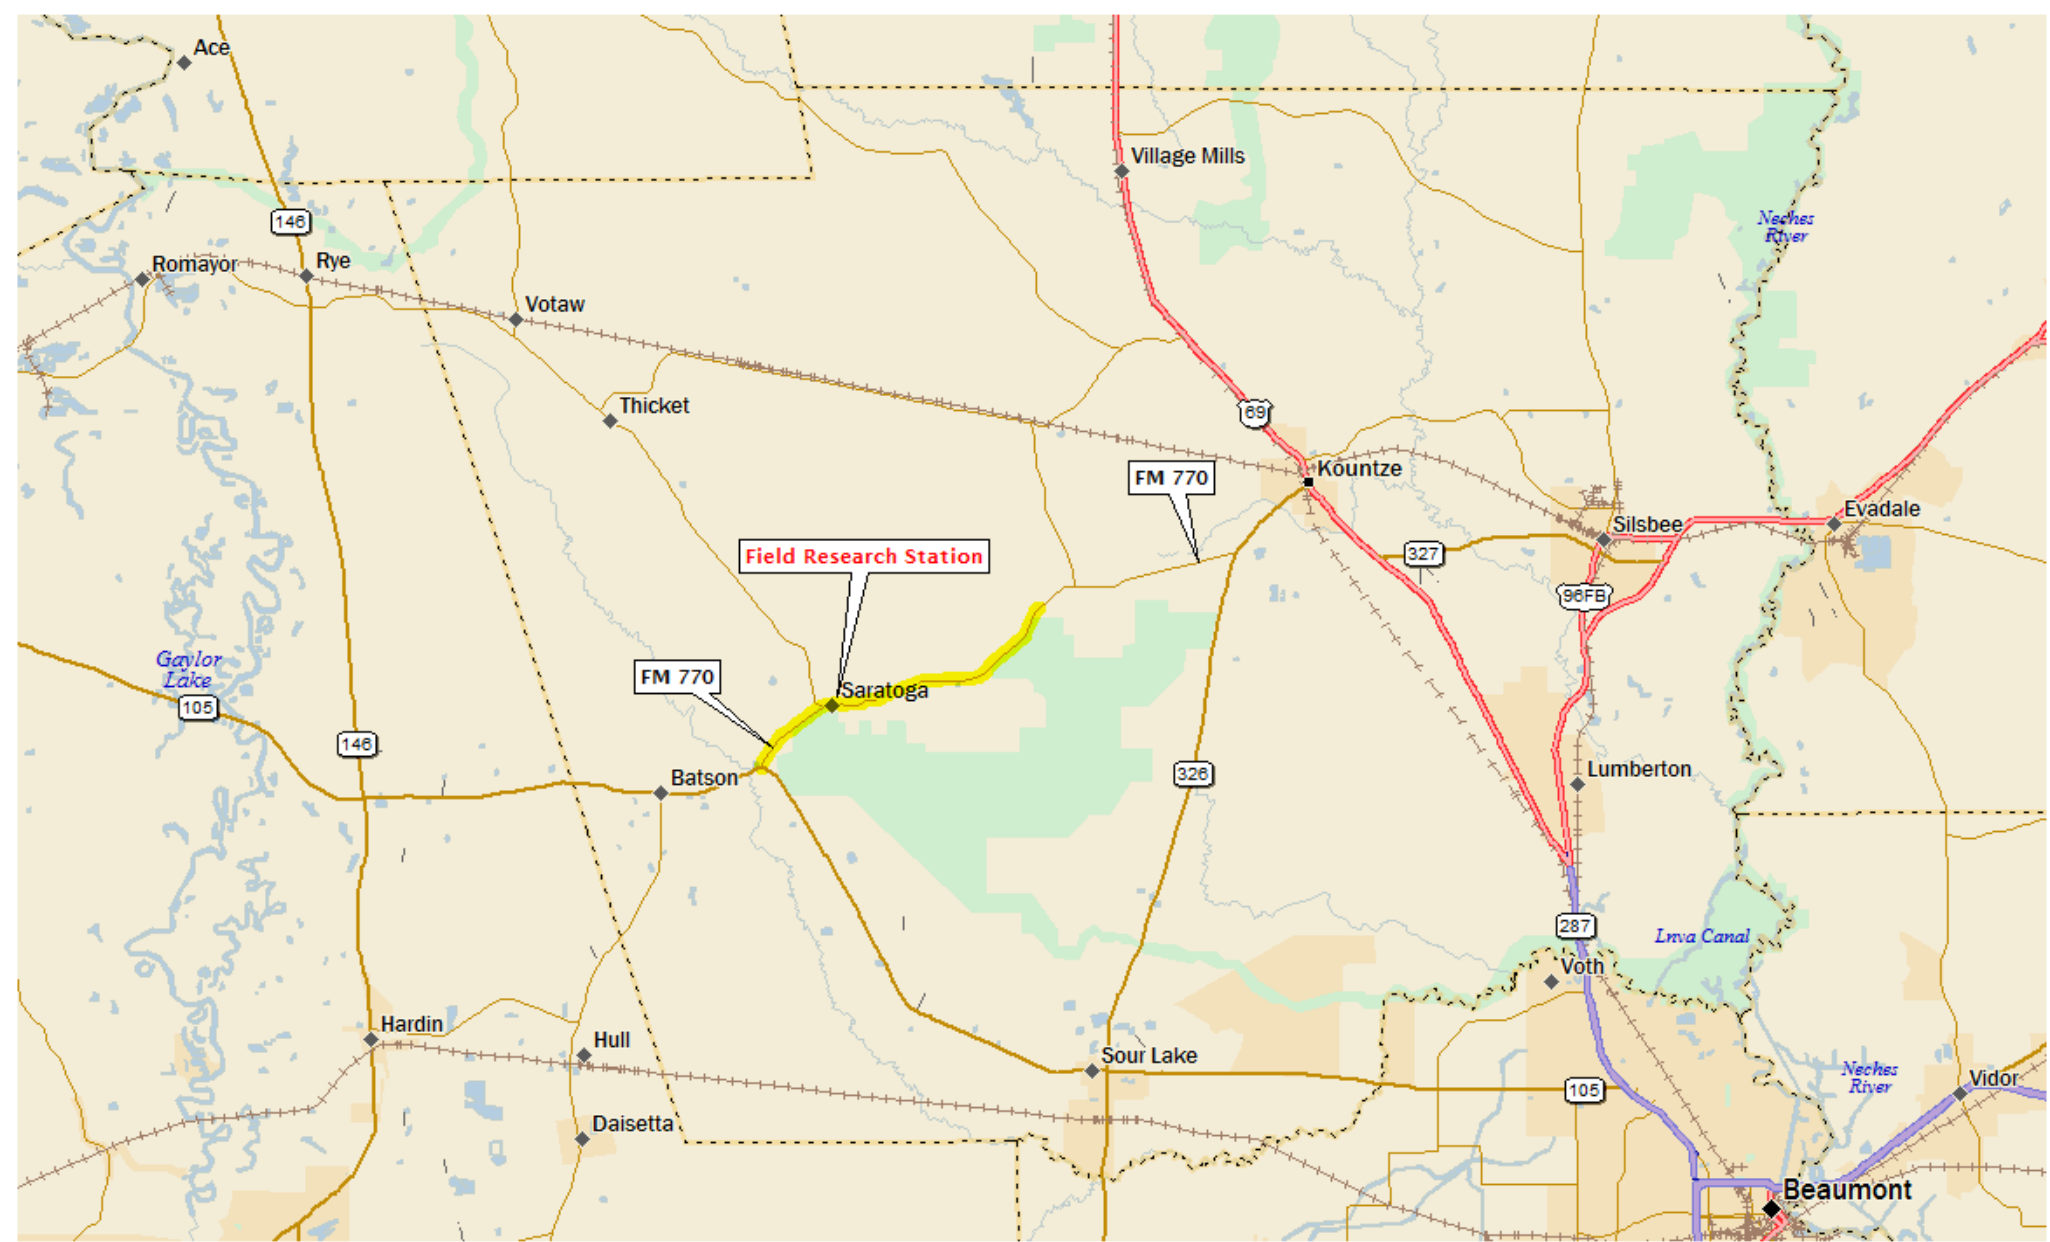 Ace
Village Mills
146
Neches
River
Romayor
Rye
Votaw
Thicket
69
Kountze
FM 770
Evadale
Silsbee
Field Research Station
327
96FB
Gaylor
Lake
FM 770
Saratoga
105
146
Batson
326
Lumberton
287
Lnva Canal
Voth
Hardin
Hull
Sour Lake
Neches
River
Vidor
105
Daisetta
Beaumont